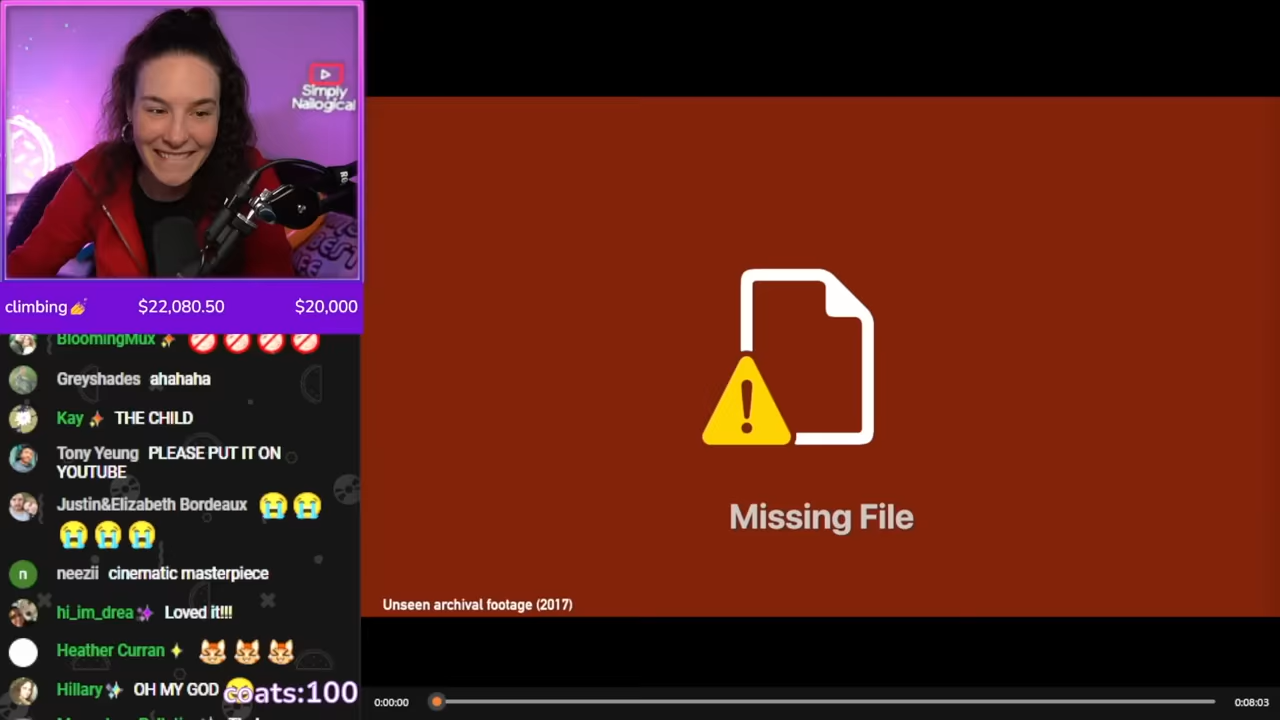 Simply
Nailogical
climbing💅 $22,080.50 $20,000
BloomingMux
Greyshades ahahaha
Kay THE CHILD
Tony Yeung PLEASE PUT IT ON
YOUTUBE
Justin&Elizabeth Bordeaux
n neezii cinematic masterpiece
hi_im_drea Loved it!!!
Heather Curran
Hillary OH MY GOD
coats:100
Missing File
Unseen archival footage (2017)
0:00:00
0:08:03